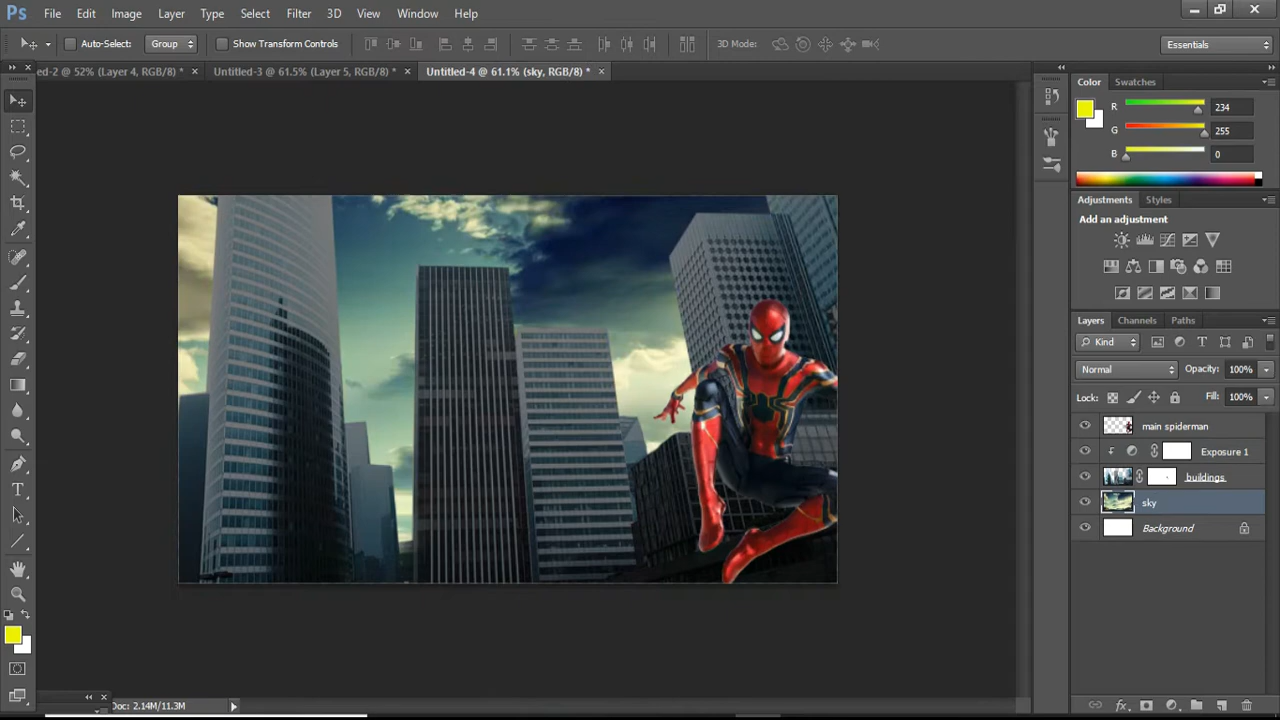 Ps File Edit Image Layer Type Select Filter 3D View Window Help
Auto-Select: Group Show Transform Controls 3D Mode: Essentials
ed-2 @ 52% (Layer 4, RGB/8) * × Untitled-3 @ 61.5% (Layer 5, RGB/8) * × Untitled-4 @ 61.1% (sky, RGB/8) * ×
Color Swatches
R 234
G 255
B 0
Adjustments Styles
Add an adjustment
Layers Channels Paths
Kind T
Normal Opacity: 100%
Lock: Fill: 100%
main spiderman
Exposure 1
buildings
sky
Background
T
Doc: 2.14M/11.3M
fx